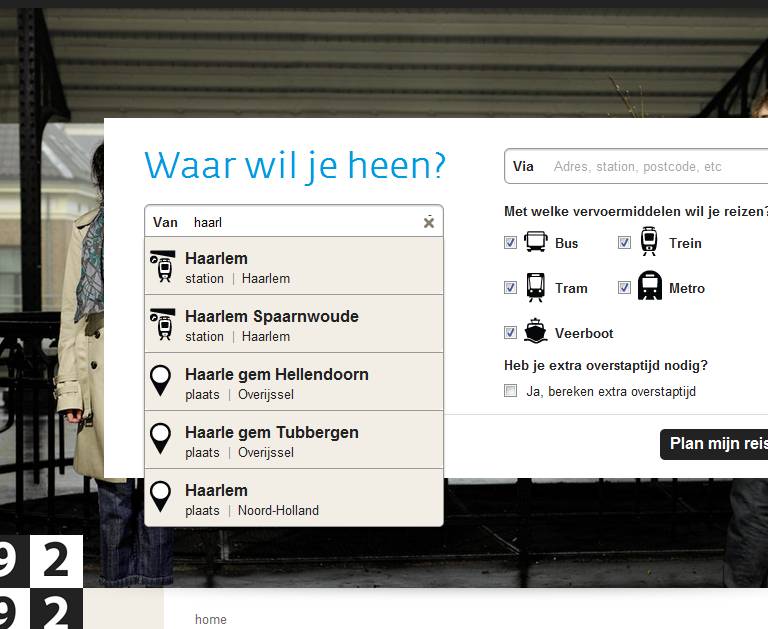 Waar wil je heen?
Van haarl
Haarlem
station | Haarlem
Haarlem Spaarnwoude
station | Haarlem
Haarle gem Hellendoorn
plaats | Overijssel
Haarle gem Tubbergen
plaats | Overijssel
Haarlem
plaats | Noord-Holland
Via Adres, station, postcode, etc
Met welke vervoermiddelen wil je reizen?
Bus Trein
Tram Metro
Veerboot
Heb je extra overstaptijd nodig?
Ja, bereken extra overstaptijd
Plan mijn reis
9 2
9 2
home